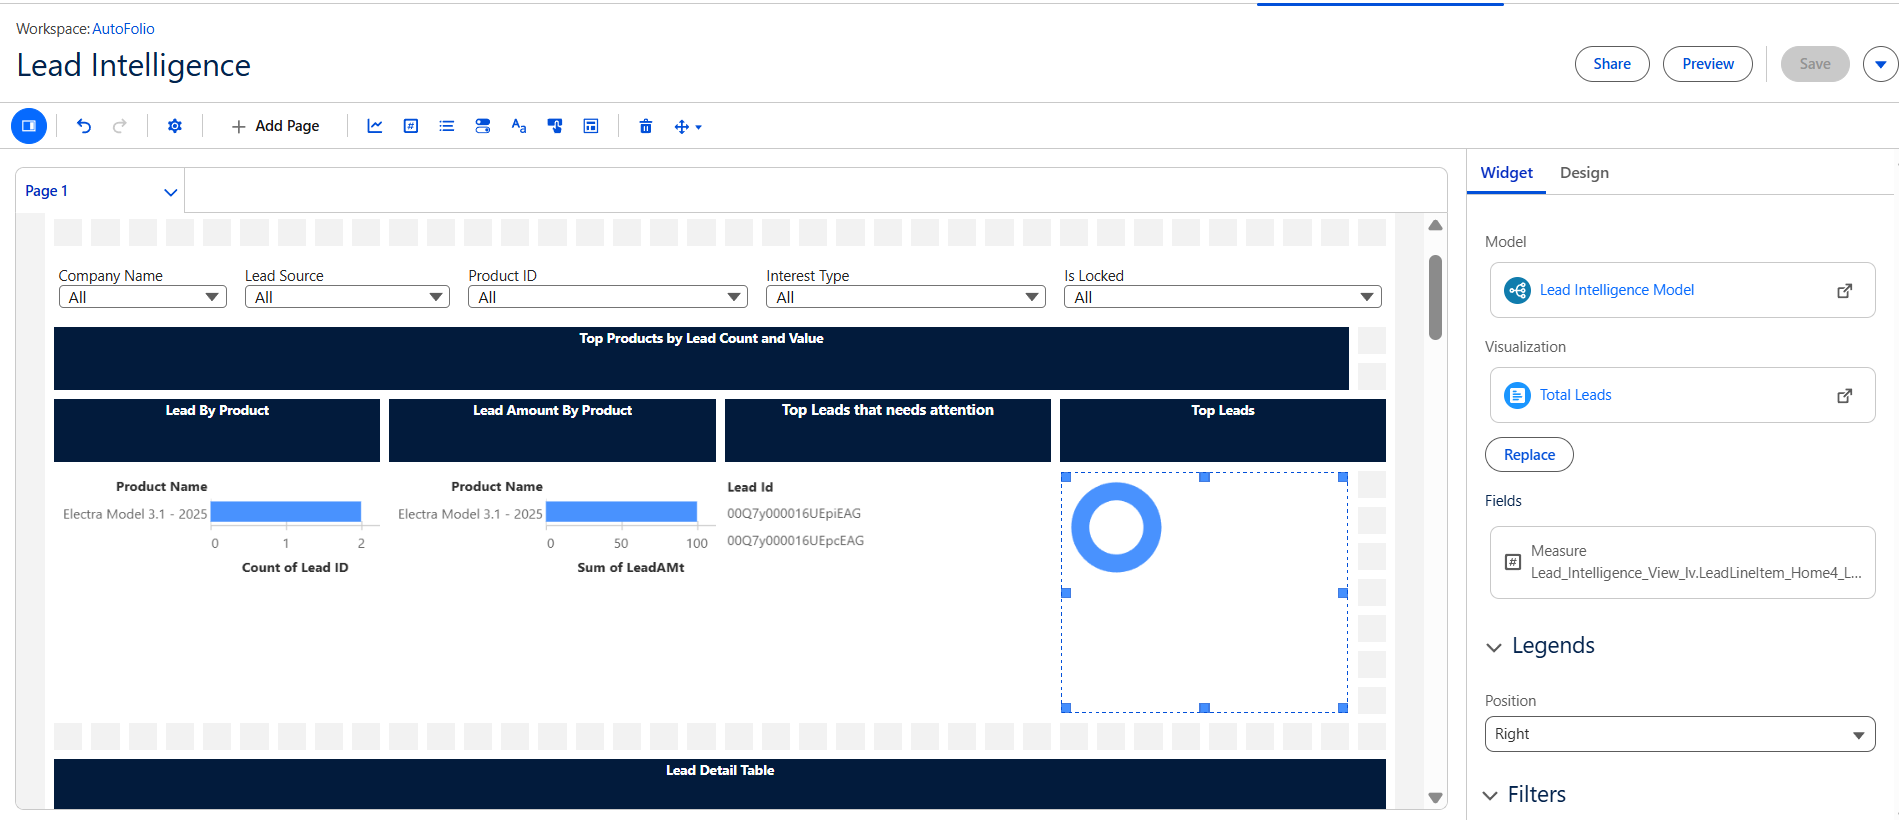 Workspace: AutoFolio
Lead Intelligence
Share
Preview
Save
Add Page
Page 1
Widget
Design
Company Name
All
Lead Source
All
Product ID
All
Interest Type
All
Is Locked
All
Top Products by Lead Count and Value
Lead By Product
Lead Amount By Product
Top Leads that needs attention
Top Leads
Product Name
Electra Model 3.1 - 2025
0 1 2
Count of Lead ID
Product Name
Electra Model 3.1 - 2025
0 50 100
Sum of LeadAMt
Lead Id
00Q7y000016UEpiEAG
00Q7y000016UEpcEAG
Lead Detail Table
Model
Lead Intelligence Model
Visualization
Total Leads
Replace
Fields
Measure
Lead_Intelligence_View_lv.LeadLineItem_Home4_L...
Legends
Position
Right
Filters